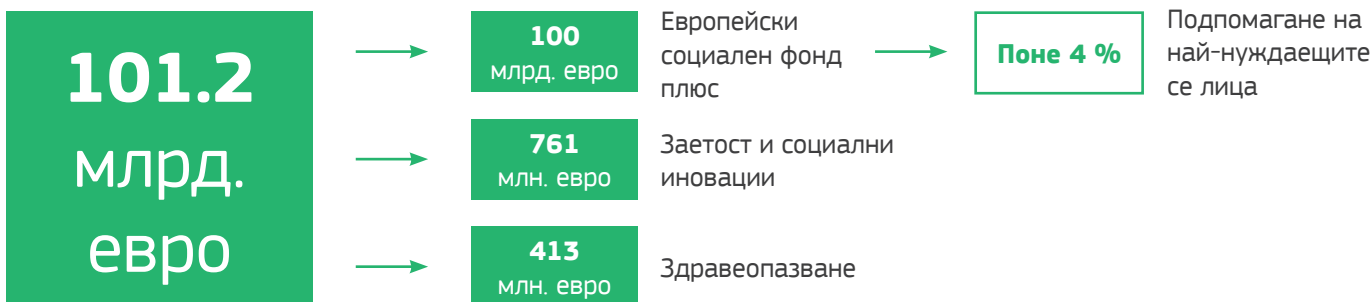 101.2
млрд.
евро
100
млрд. евро
Европейски
социален фонд
плюс
Поне 4 %
Подпомагане на
най-нуждаещите
се лица
761
млн. евро
Заетост и социални
иновации
413
млн. евро
Здравеопазване